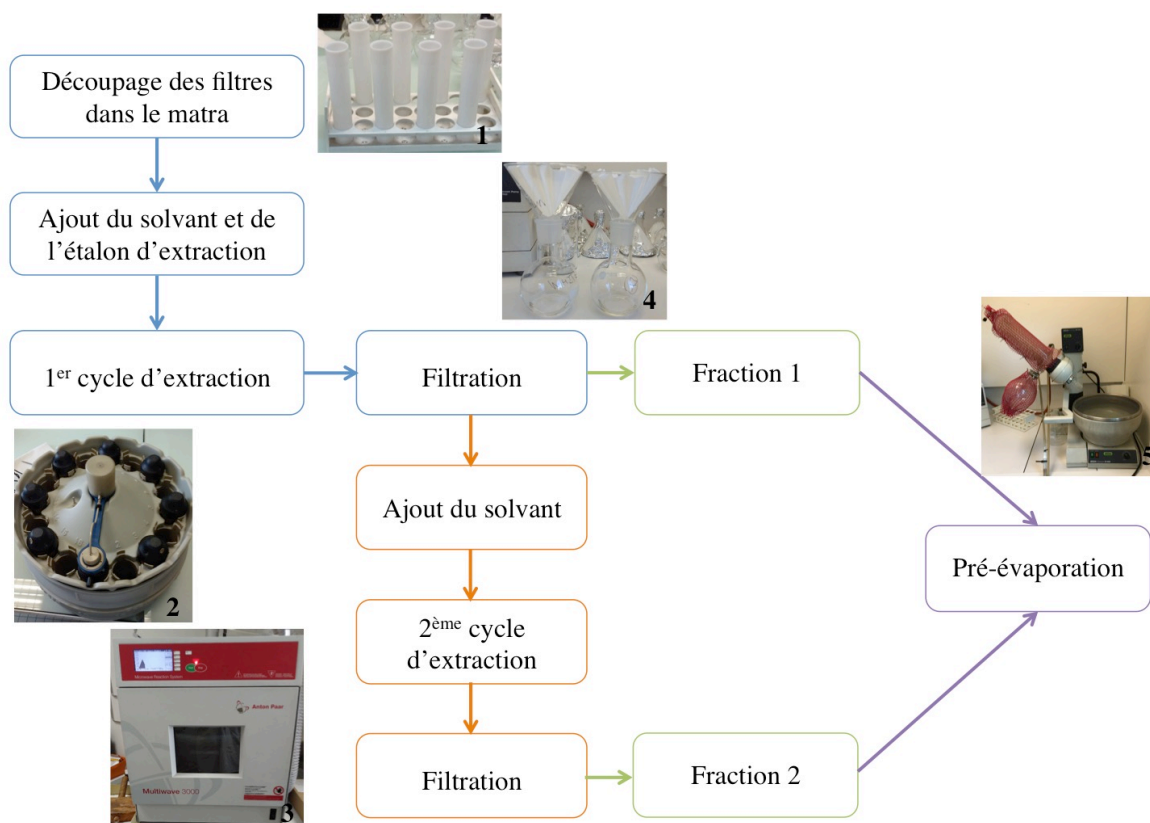 Découpage des filtres
dans le matra
1
Ajout du solvant et de
l’étalon d’extraction
4
1er cycle d’extraction
Filtration
Fraction 1
5
2
Ajout du solvant
Pré-évaporation
2ème cycle
d’extraction
Anton Paar
Multiwave 3000
3
Filtration
Fraction 2